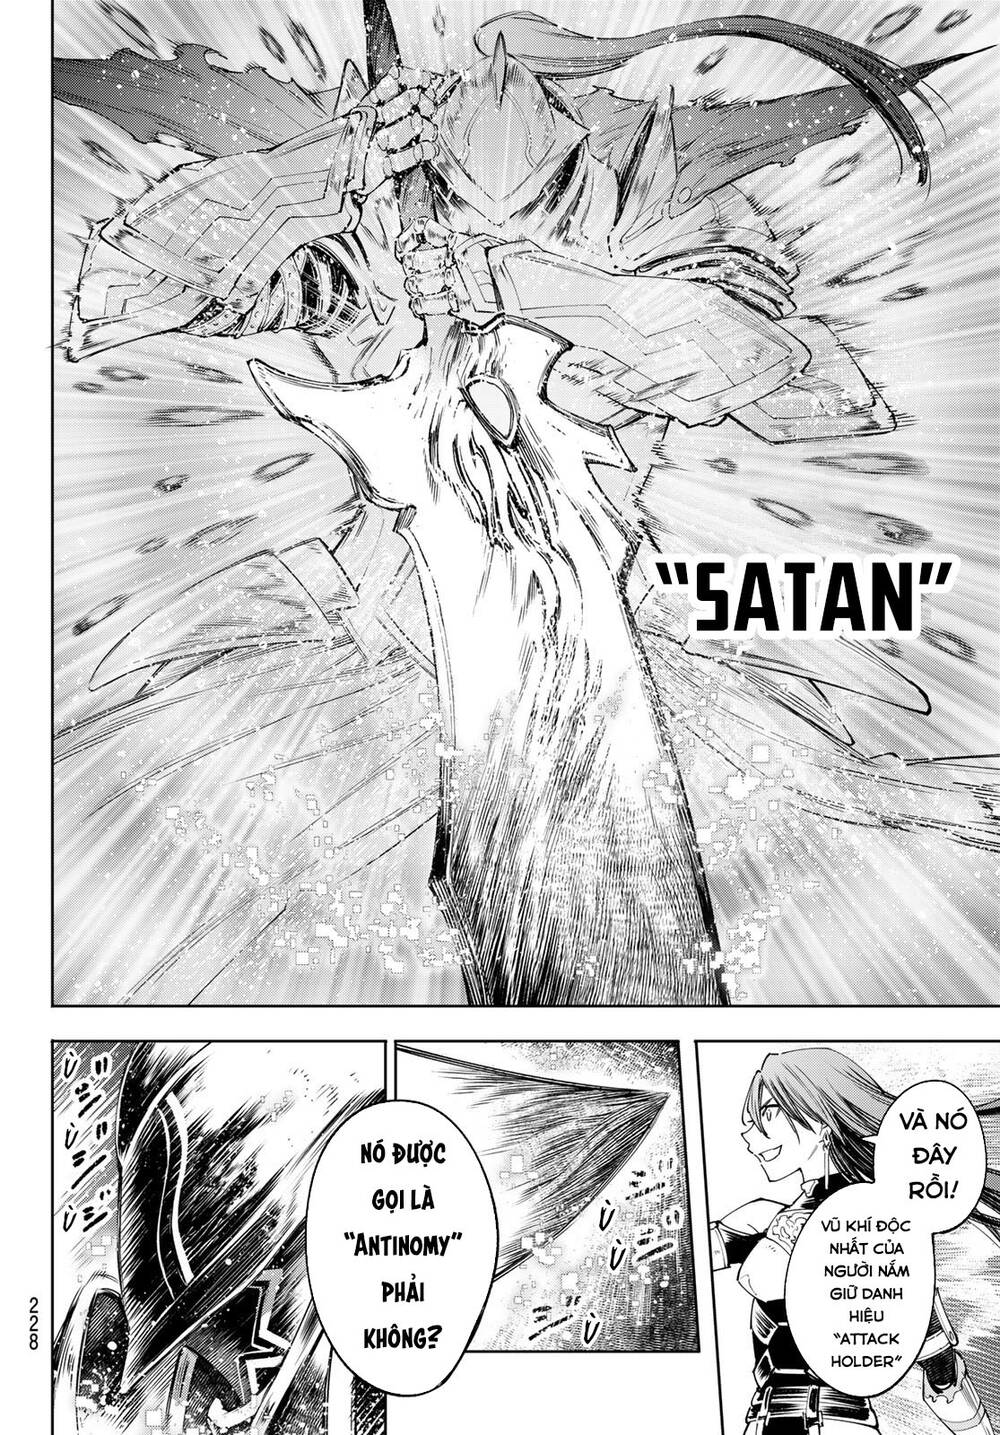 “SATAN”
VÀ NÓ
ĐÂY
RỒI!
VŨ KHÍ ĐỘC
NHẤT CỦA
NGƯỜI NẮM
GIỮ DANH
HIỆU
“ATTACK
HOLDER”
NÓ ĐƯỢC
GỌI LÀ
“ANTINOMY”
PHẢI
KHÔNG?
228